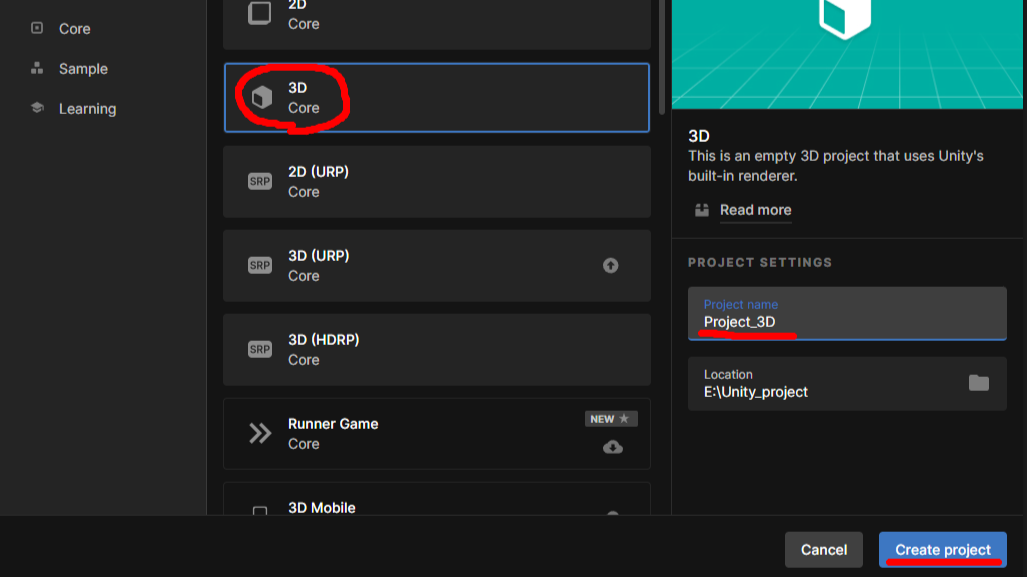 Core
Sample
Learning
2D
Core
3D
Core
SRP
2D (URP)
Core
SRP
3D (URP)
Core
SRP
3D (HDRP)
Core
Runner Game
Core
NEW
3D Mobile
3D
This is an empty 3D project that uses Unity's
built-in renderer.
Read more
PROJECT SETTINGS
Project name
Project_3D
Location
E:\Unity_project
Cancel
Create project